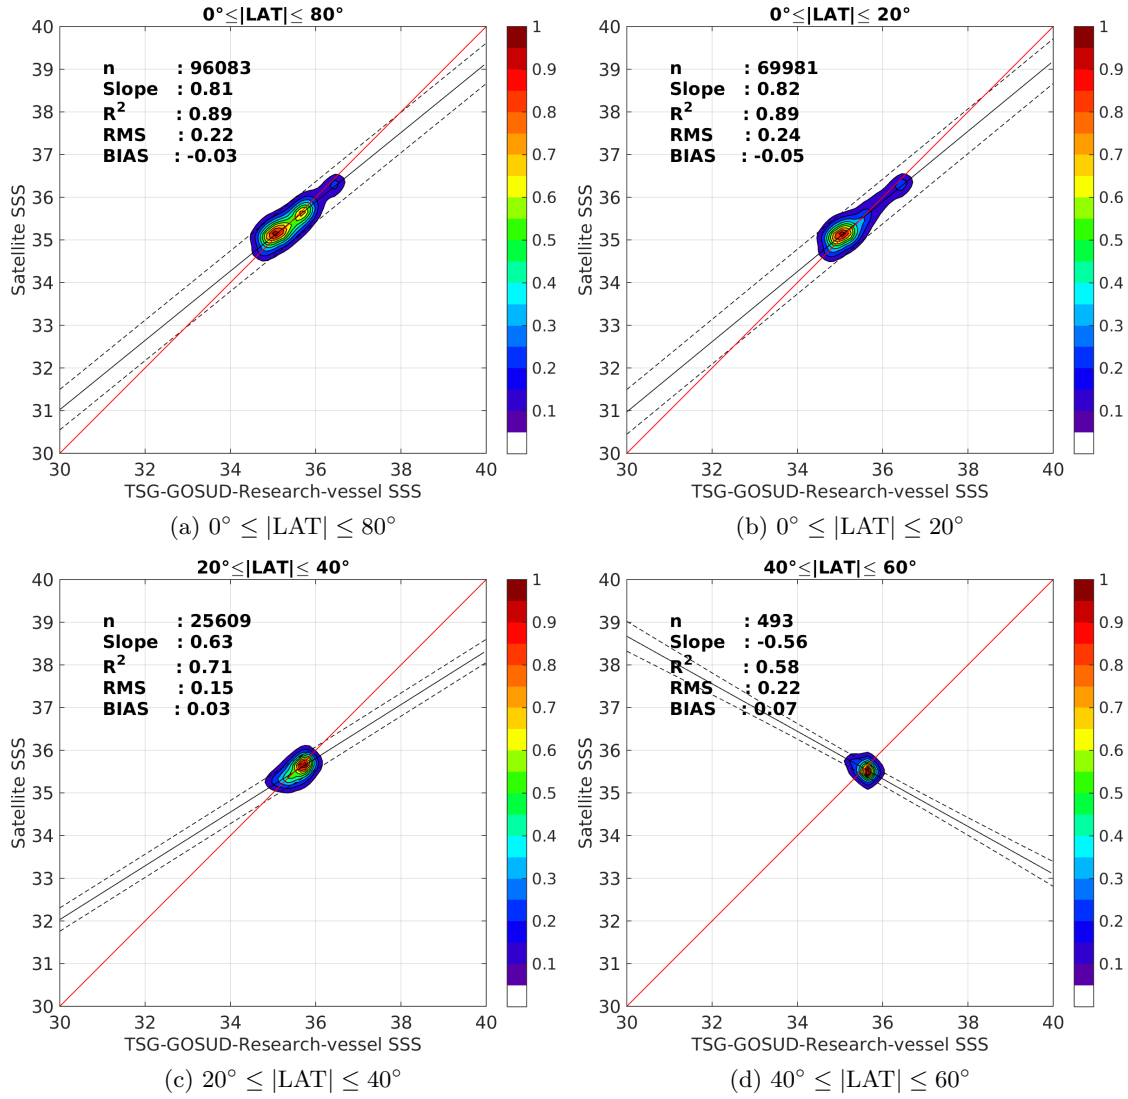 0°≤|LAT|≤ 80°
n : 96083
Slope : 0.81
R² : 0.89
RMS : 0.22
BIAS : -0.03
40
39
38
37
36
35
34
33
32
31
30
Satellite SSS
30 32 34 36 38 40
TSG-GOSUD-Research-vessel SSS
1
0.9
0.8
0.7
0.6
0.5
0.4
0.3
0.2
0.1
(a) 0° ≤ |LAT| ≤ 80°
0°≤|LAT|≤ 20°
n : 69981
Slope : 0.82
R² : 0.89
RMS : 0.24
BIAS : -0.05
40
39
38
37
36
35
34
33
32
31
30
Satellite SSS
30 32 34 36 38 40
TSG-GOSUD-Research-vessel SSS
1
0.9
0.8
0.7
0.6
0.5
0.4
0.3
0.2
0.1
(b) 0° ≤ |LAT| ≤ 20°
20°≤|LAT|≤ 40°
n : 25609
Slope : 0.63
R² : 0.71
RMS : 0.15
BIAS : 0.03
40
39
38
37
36
35
34
33
32
31
30
Satellite SSS
30 32 34 36 38 40
TSG-GOSUD-Research-vessel SSS
1
0.9
0.8
0.7
0.6
0.5
0.4
0.3
0.2
0.1
(c) 20° ≤ |LAT| ≤ 40°
40°≤|LAT|≤ 60°
n : 493
Slope : -0.56
R² : 0.58
RMS : 0.22
BIAS : 0.07
40
39
38
37
36
35
34
33
32
31
30
Satellite SSS
30 32 34 36 38 40
TSG-GOSUD-Research-vessel SSS
1
0.9
0.8
0.7
0.6
0.5
0.4
0.3
0.2
0.1
(d) 40° ≤ |LAT| ≤ 60°